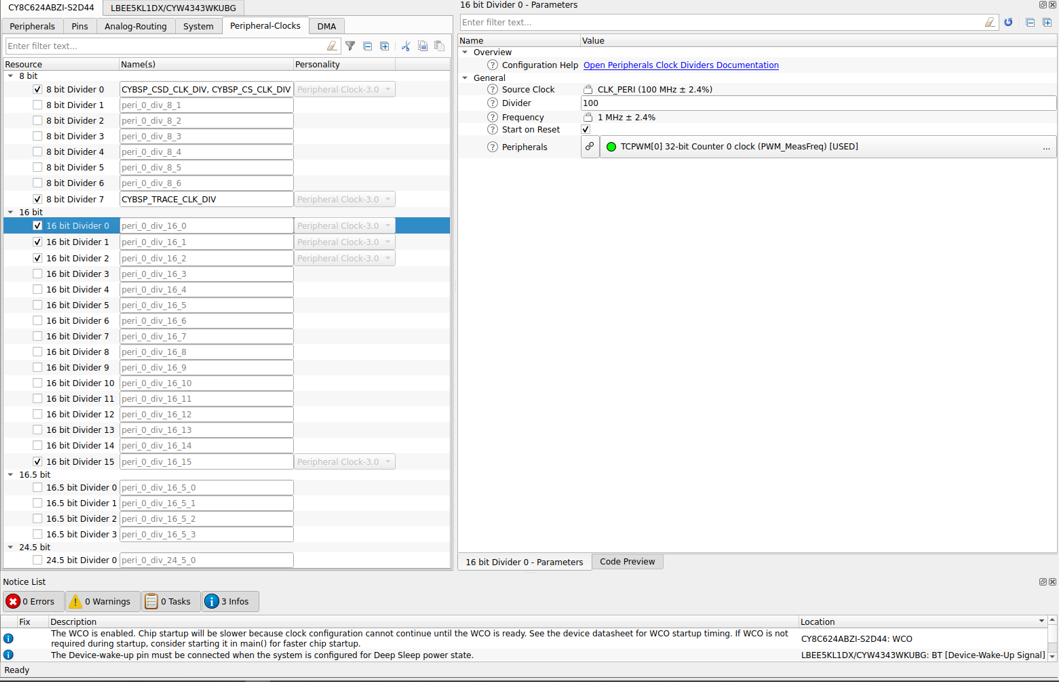 CY8C624ABZI-S2D44 LBEE5KL1DX/CYW4343WKUBG
Peripherals Pins Analog-Routing System Peripheral-Clocks DMA
Enter filter text...
Resource Name(s) Personality
8 bit
8 bit Divider 0 CYBSP_CSD_CLK_DIV, CYBSP_CS_CLK_DIV Peripheral Clock-3.0
8 bit Divider 1 peri_0_div_8_1
8 bit Divider 2 peri_0_div_8_2
8 bit Divider 3 peri_0_div_8_3
8 bit Divider 4 peri_0_div_8_4
8 bit Divider 5 peri_0_div_8_5
8 bit Divider 6 peri_0_div_8_6
8 bit Divider 7 CYBSP_TRACE_CLK_DIV Peripheral Clock-3.0
16 bit
16 bit Divider 0 peri_0_div_16_0 Peripheral Clock-3.0
16 bit Divider 1 peri_0_div_16_1 Peripheral Clock-3.0
16 bit Divider 2 peri_0_div_16_2 Peripheral Clock-3.0
16 bit Divider 3 peri_0_div_16_3
16 bit Divider 4 peri_0_div_16_4
16 bit Divider 5 peri_0_div_16_5
16 bit Divider 6 peri_0_div_16_6
16 bit Divider 7 peri_0_div_16_7
16 bit Divider 8 peri_0_div_16_8
16 bit Divider 9 peri_0_div_16_9
16 bit Divider 10 peri_0_div_16_10
16 bit Divider 11 peri_0_div_16_11
16 bit Divider 12 peri_0_div_16_12
16 bit Divider 13 peri_0_div_16_13
16 bit Divider 14 peri_0_div_16_14
16 bit Divider 15 peri_0_div_16_15 Peripheral Clock-3.0
16.5 bit
16.5 bit Divider 0 peri_0_div_16_5_0
16.5 bit Divider 1 peri_0_div_16_5_1
16.5 bit Divider 2 peri_0_div_16_5_2
16.5 bit Divider 3 peri_0_div_16_5_3
24.5 bit
24.5 bit Divider 0 peri_0_div_24_5_0
16 bit Divider 0 - Parameters
Enter filter text...
Name Value
Overview
Configuration Help Open Peripherals Clock Dividers Documentation
General
Source Clock CLK_PERI (100 MHz ± 2.4%)
Divider 100
Frequency 1 MHz ± 2.4%
Start on Reset
Peripherals TCPWM[0] 32-bit Counter 0 clock (PWM_MeasFreq) [USED] ...
16 bit Divider 0 - Parameters Code Preview
Notice List
0 Errors 0 Warnings 0 Tasks 3 Infos
Fix Description Location
The WCO is enabled. Chip startup will be slower because clock configuration cannot continue until the WCO is ready. See the device datasheet for WCO startup timing. If WCO is not
required during startup, consider starting it in main() for faster chip startup.
CY8C624ABZI-S2D44: WCO
The Device-wake-up pin must be connected when the system is configured for Deep Sleep power state. LBEE5KL1DX/CYW4343WKUBG: BT [Device-Wake-Up Signal]
Ready